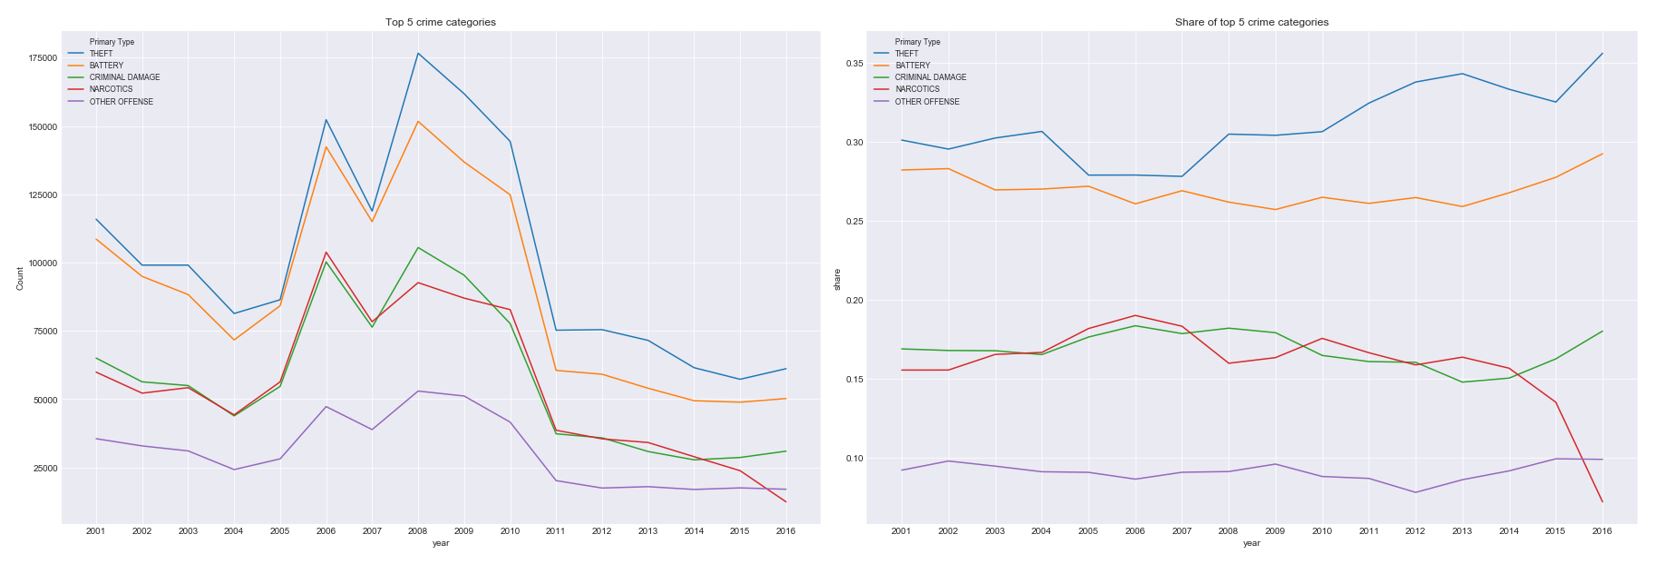 Top 5 crime categories
Primary Type
THEFT
BATTERY
CRIMINAL DAMAGE
NARCOTICS
OTHER OFFENSE
175000
150000
125000
100000
75000
50000
25000
Count
2001 2002 2003 2004 2005 2006 2007 2008 2009 2010 2011 2012 2013 2014 2015 2016
year
Share of top 5 crime categories
Primary Type
THEFT
BATTERY
CRIMINAL DAMAGE
NARCOTICS
OTHER OFFENSE
0.35
0.30
0.25
0.20
0.15
0.10
share
2001 2002 2003 2004 2005 2006 2007 2008 2009 2010 2011 2012 2013 2014 2015 2016
year